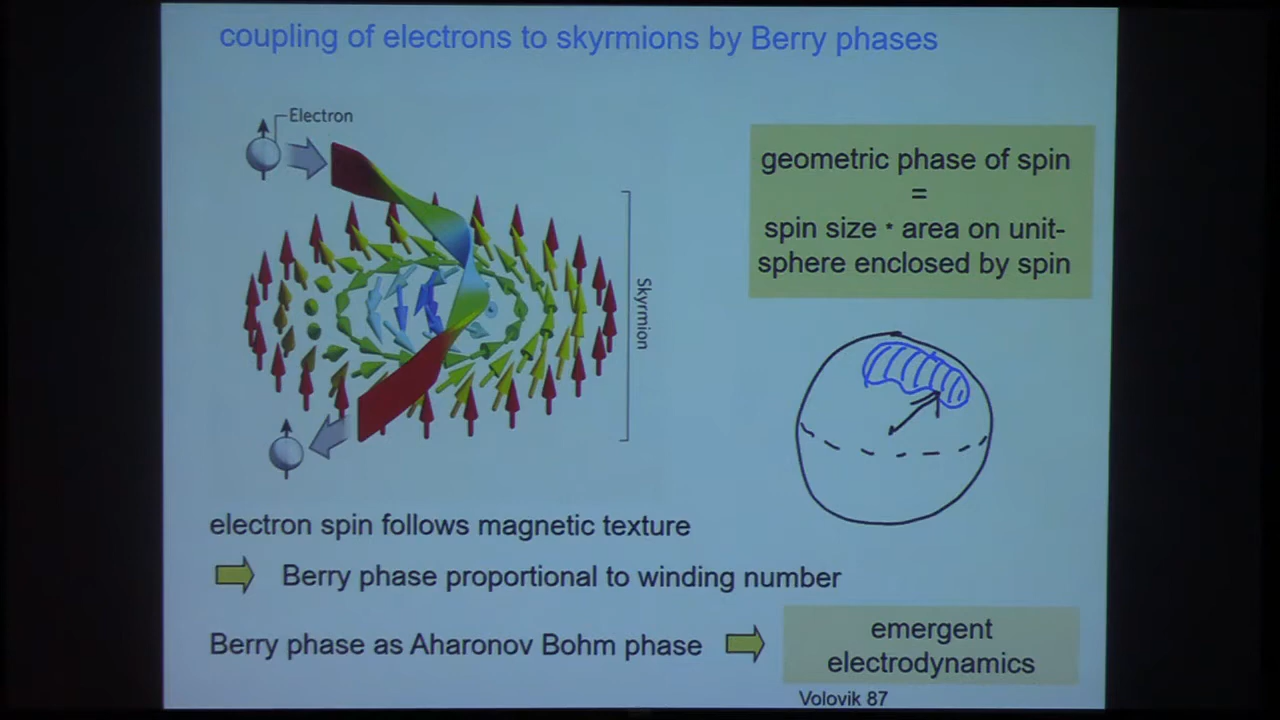 coupling of electrons to skyrmions by Berry phases
Electron
Skyrmion
geometric phase of spin
=
spin size * area on unit-
sphere enclosed by spin
electron spin follows magnetic texture
Berry phase proportional to winding number
Berry phase as Aharonov Bohm phase
emergent
electrodynamics
Volovik 87